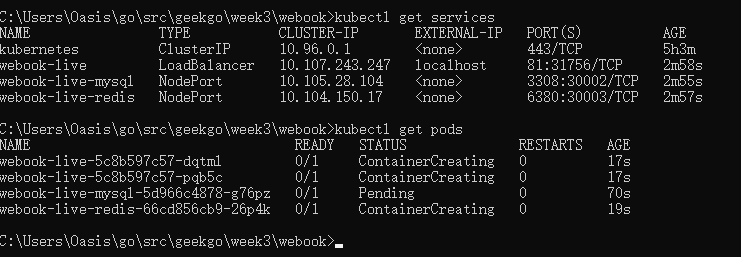 C:\Users\Oasis\go\src\geekgo\week3\webook>kubectl get services
NAME TYPE CLUSTER-IP EXTERNAL-IP PORT(S) AGE
kubernetes ClusterIP 10.96.0.1 <none> 443/TCP 5h3m
webook-live LoadBalancer 10.107.243.247 localhost 81:31756/TCP 2m58s
webook-live-mysql NodePort 10.105.28.104 <none> 3308:30002/TCP 2m55s
webook-live-redis NodePort 10.104.150.17 <none> 6380:30003/TCP 2m57s
C:\Users\Oasis\go\src\geekgo\week3\webook>kubectl get pods
NAME READY STATUS RESTARTS AGE
webook-live-5c8b597c57-dqtml 0/1 ContainerCreating 0 17s
webook-live-5c8b597c57-pqb5c 0/1 ContainerCreating 0 17s
webook-live-mysql-5d966c4878-g76pz 0/1 Pending 0 70s
webook-live-redis-66cd856cb9-26p4k 0/1 ContainerCreating 0 19s
C:\Users\Oasis\go\src\geekgo\week3\webook>